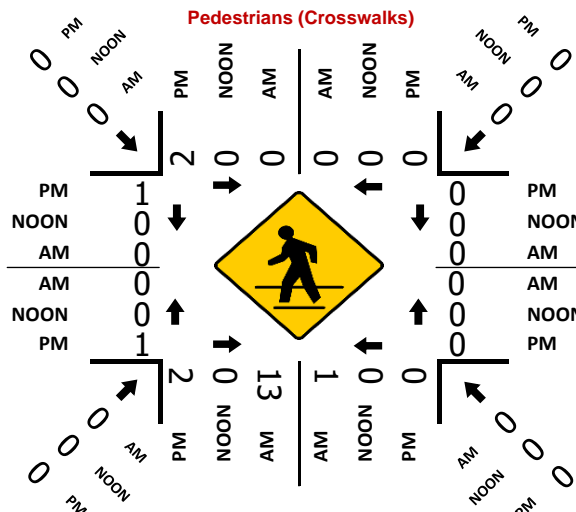 Pedestrians (Crosswalks)
0 PM
0 NOON
0 AM
PM NOON AM AM NOON PM
PM 0
NOON 0
AM 0
2 0 0 0 0 0
PM 1 0 PM
NOON 0 0 NOON
AM 0 0 AM
AM 0 0 AM
NOON 0 0 NOON
PM 1 0 PM
2 0 13 1 0 0
PM NOON AM AM NOON PM
0 AM
0 NOON
0 PM
AM 0
NOON 0
PM 0